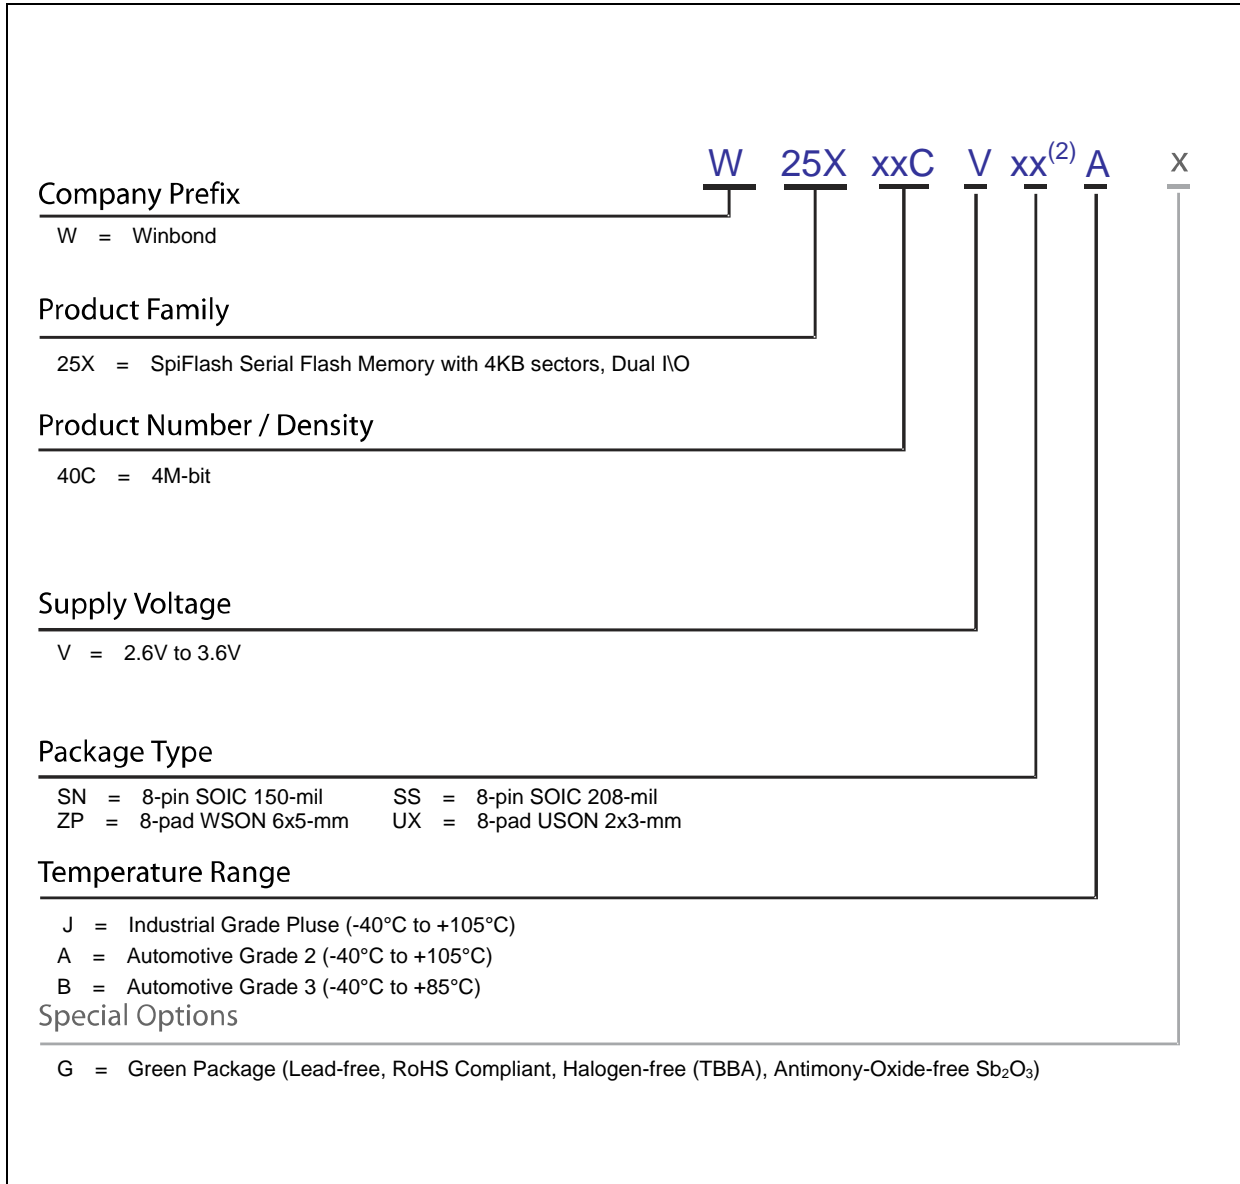 W 25X xxC V xx(2) A x
Company Prefix
W = Winbond
Product Family
25X = SpiFlash Serial Flash Memory with 4KB sectors, Dual I\O
Product Number / Density
40C = 4M-bit
Supply Voltage
V = 2.6V to 3.6V
Package Type
SN = 8-pin SOIC 150-mil SS = 8-pin SOIC 208-mil
ZP = 8-pad WSON 6x5-mm UX = 8-pad USON 2x3-mm
Temperature Range
J = Industrial Grade Pluse (-40°C to +105°C)
A = Automotive Grade 2 (-40°C to +105°C)
B = Automotive Grade 3 (-40°C to +85°C)
Special Options
G = Green Package (Lead-free, RoHS Compliant, Halogen-free (TBBA), Antimony-Oxide-free Sb₂O₃)